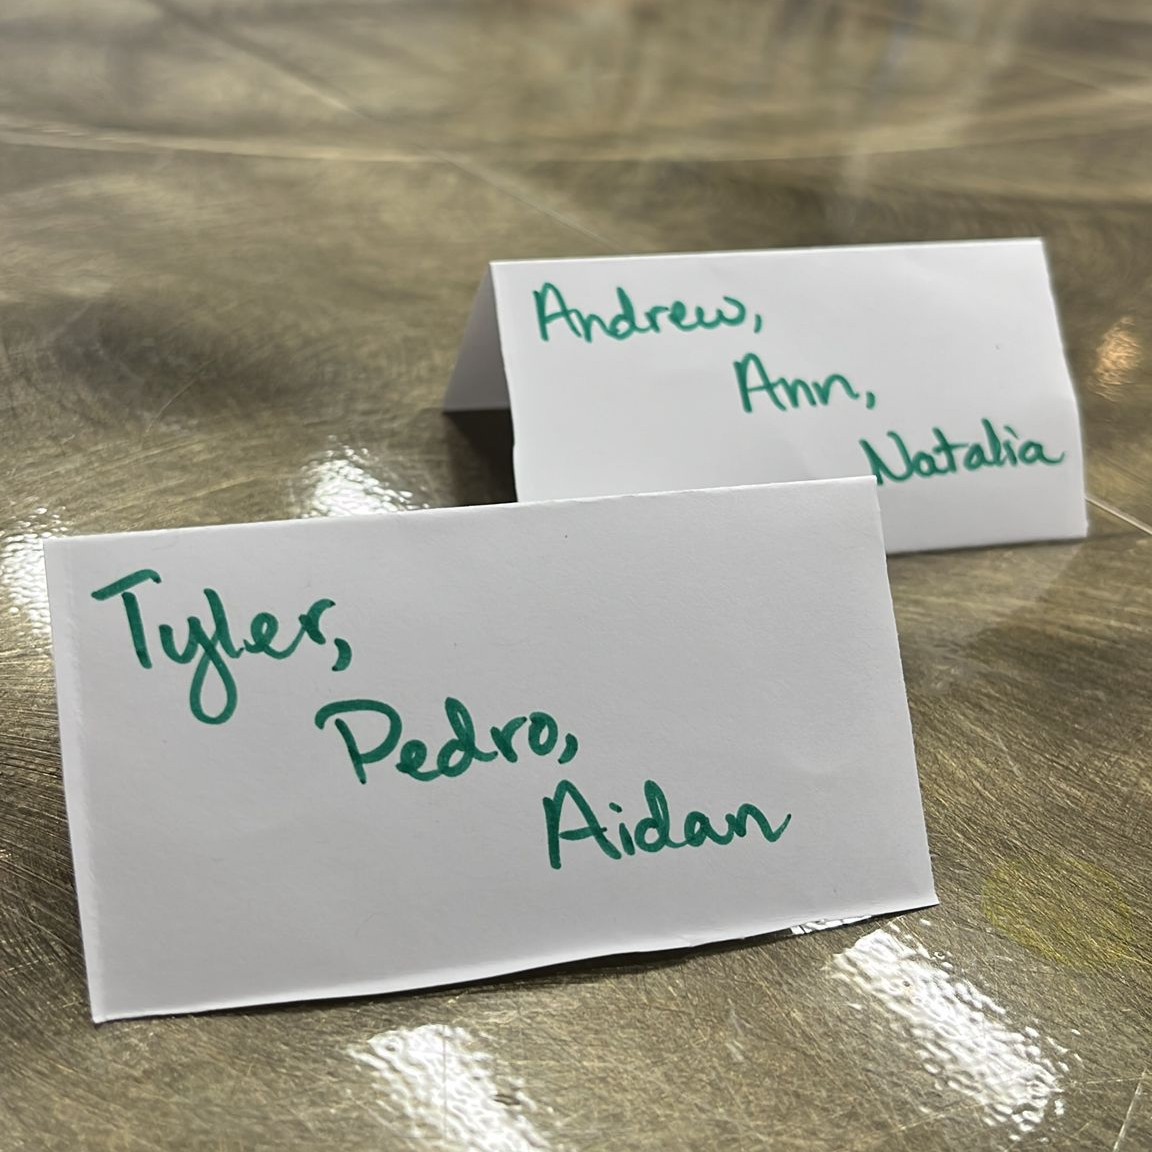 Andrew,
Ann,
Natalia
Tyler,
Pedro,
Aidan